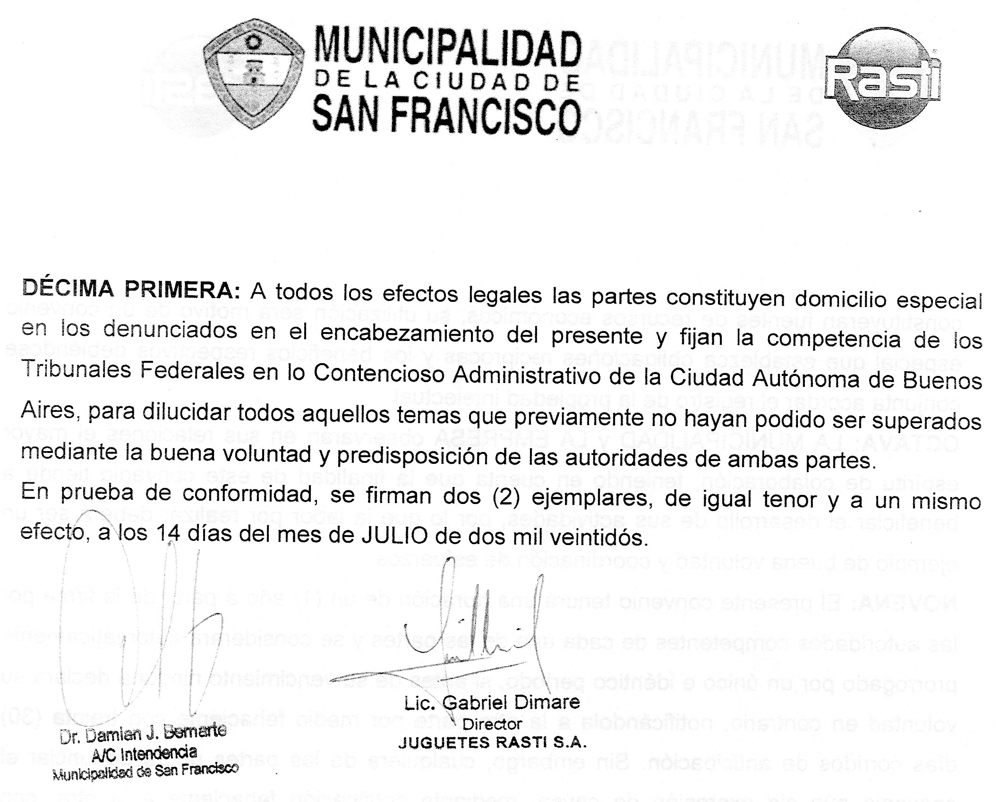 MUNICIPALIDAD
DE LA CIUDAD DE
SAN FRANCISCO
Rasti
DÉCIMA PRIMERA: A todos los efectos legales las partes constituyen domicilio especial
en los denunciados en el encabezamiento del presente y fijan la competencia de los
Tribunales Federales en lo Contencioso Administrativo de la Ciudad Autónoma de Buenos
Aires, para dilucidar todos aquellos temas que previamente no hayan podido ser superados
mediante la buena voluntad y predisposición de las autoridades de ambas partes.
En prueba de conformidad, se firman dos (2) ejemplares, de igual tenor y a un mismo
efecto, a los 14 días del mes de JULIO de dos mil veintidós.
Lic. Gabriel Dimare
Director
JUGUETES RASTI S.A.
Dr. Damian J. Bernarte
A/C Intendencia
Municipalidad de San Francisco